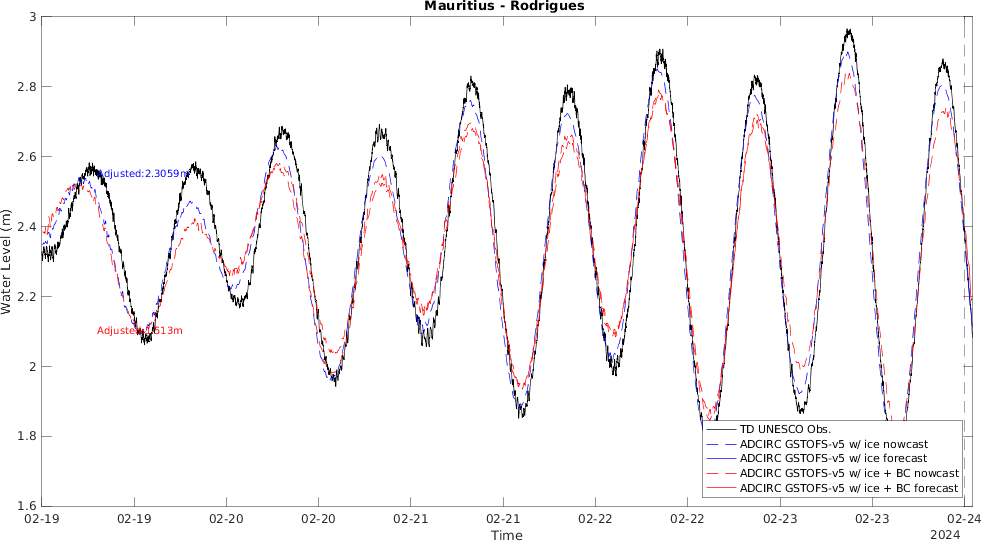 Mauritius - Rodrigues
3
2.8
2.6
2.4
2.2
2
1.8
1.6
Water Level (m)
Adjusted:2.3059m
TD UNESCO Obs.
ADCIRC GSTOFS-v5 w/ ice nowcast
ADCIRC GSTOFS-v5 w/ ice forecast
ADCIRC GSTOFS-v5 w/ ice + BC nowcast
ADCIRC GSTOFS-v5 w/ ice + BC forecast
02-19 02-19 02-20 02-20 02-21 02-21 02-22 02-22 02-23 02-23 02-24
Time
2024